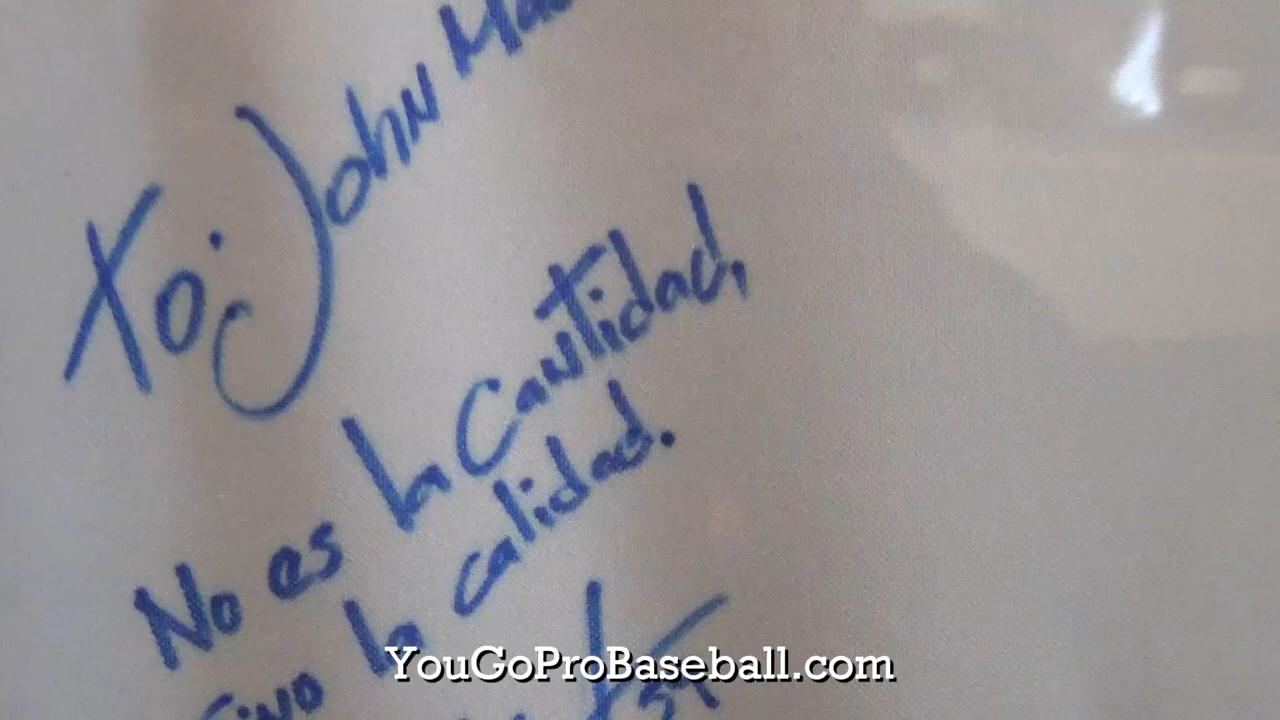 To: John
No es la Cantidad,
sino la calidad.
YouGoProBaseball.com